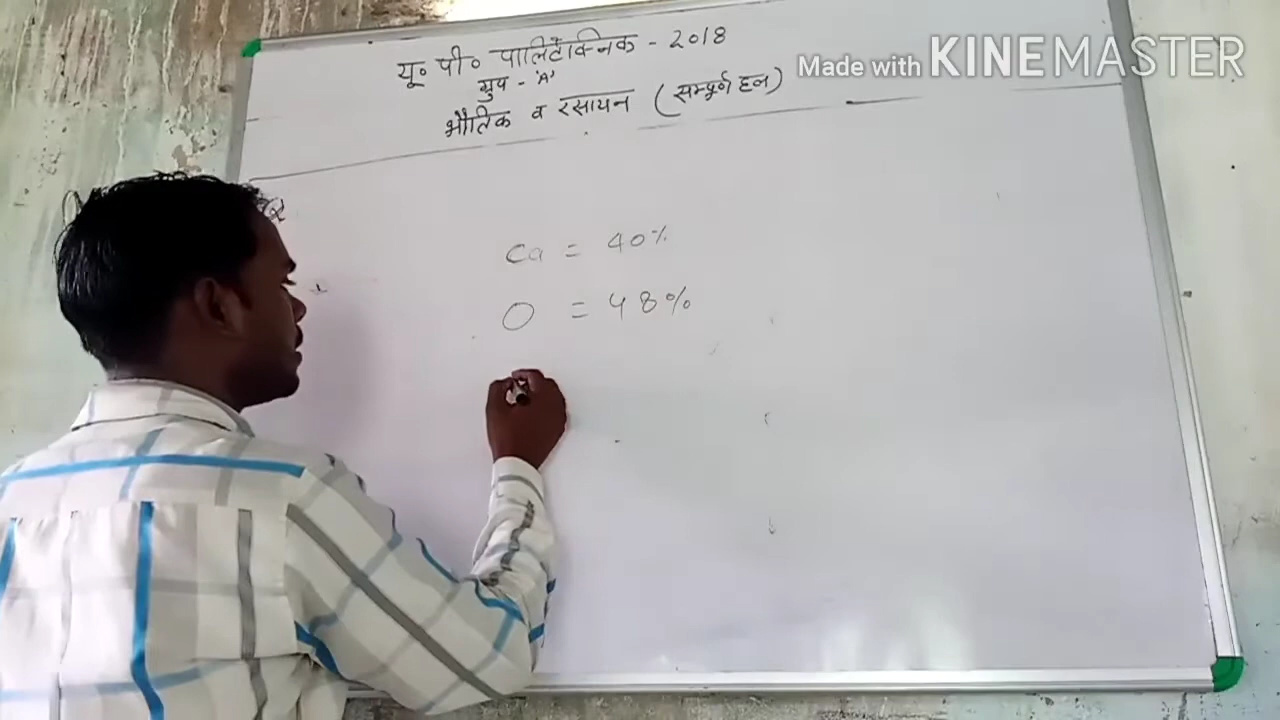 यू॰ पी॰ पालिटैक्निक - 2018
Made with KINEMASTER
ग्रुप - 'A'
भौतिक व रसायन (सम्पूर्ण हल)
Ca = 40%
O = 48%